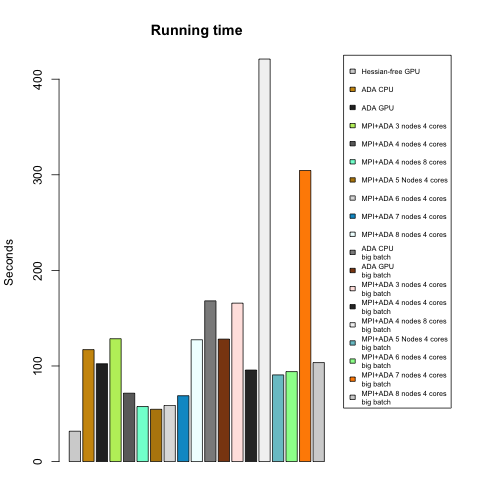 Running time
Seconds
0
100
200
300
400
Hessian-free GPU
ADA CPU
ADA GPU
MPI+ADA 3 nodes 4 cores
MPI+ADA 4 nodes 4 cores
MPI+ADA 4 nodes 8 cores
MPI+ADA 5 Nodes 4 cores
MPI+ADA 6 nodes 4 cores
MPI+ADA 7 nodes 4 cores
MPI+ADA 8 nodes 4 cores
ADA CPU
big batch
ADA GPU
big batch
MPI+ADA 3 nodes 4 cores
big batch
MPI+ADA 4 nodes 4 cores
big batch
MPI+ADA 4 nodes 8 cores
big batch
MPI+ADA 5 Nodes 4 cores
big batch
MPI+ADA 6 nodes 4 cores
big batch
MPI+ADA 7 nodes 4 cores
big batch
MPI+ADA 8 nodes 4 cores
big batch